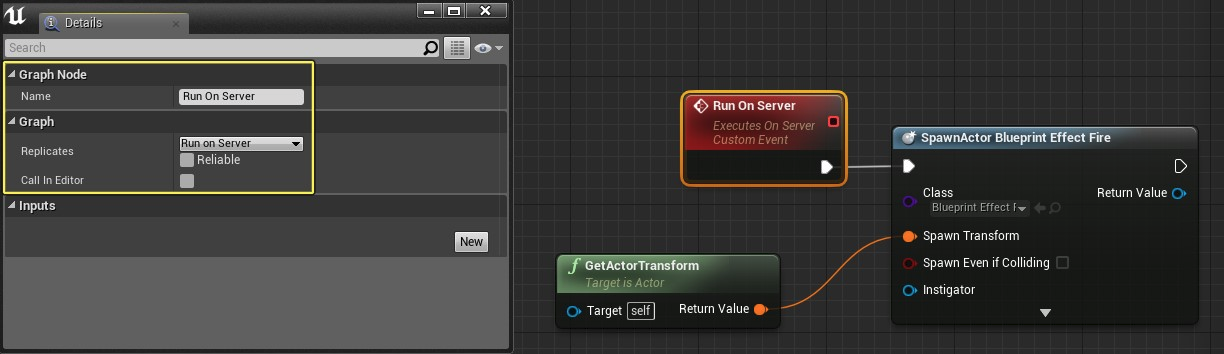 Details
Search
Graph Node
Name Run On Server
Graph
Replicates Run on Server
Reliable
Call In Editor
Inputs
New
Run On Server
Executes On Server
Custom Event
SpawnActor Blueprint Effect Fire
Class Return Value
Blueprint Effect F
Spawn Transform
Spawn Even if Colliding
Instigator
f GetActorTransform
Target is Actor
Target self Return Value